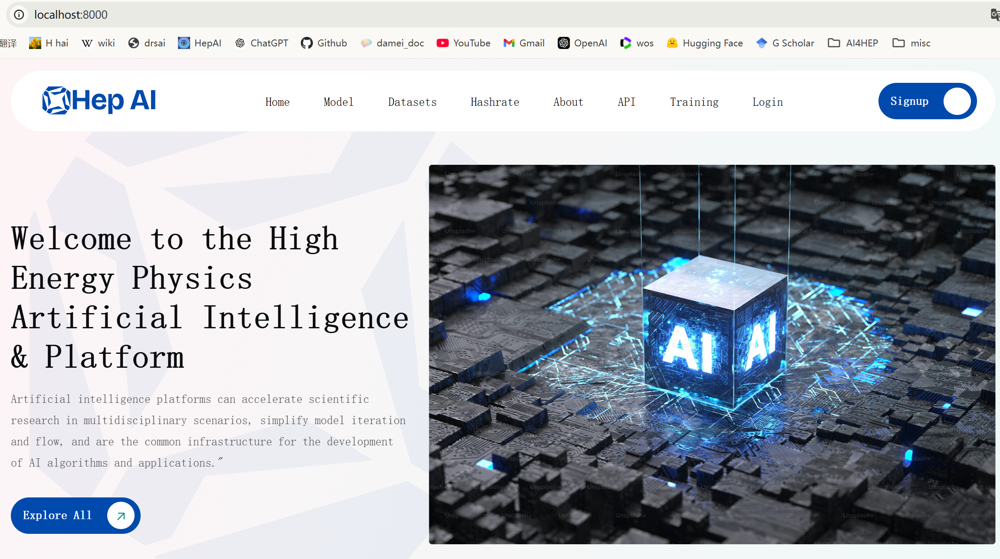 localhost:8000
翻译 H hai wiki drsai HepAI ChatGPT Github damei_doc YouTube Gmail OpenAI wos Hugging Face G Scholar AI4HEP misc
Hep AI Home Model Datasets Hashrate About API Training Login Signup
Welcome to the High
Energy Physics
Artificial Intelligence
& Platform
Artificial intelligence platforms can accelerate scientific
research in multidisciplinary scenarios, simplify model iteration
and flow, and are the common infrastructure for the development
of AI algorithms and applications."
Explore All
AI AI
Unsplash+